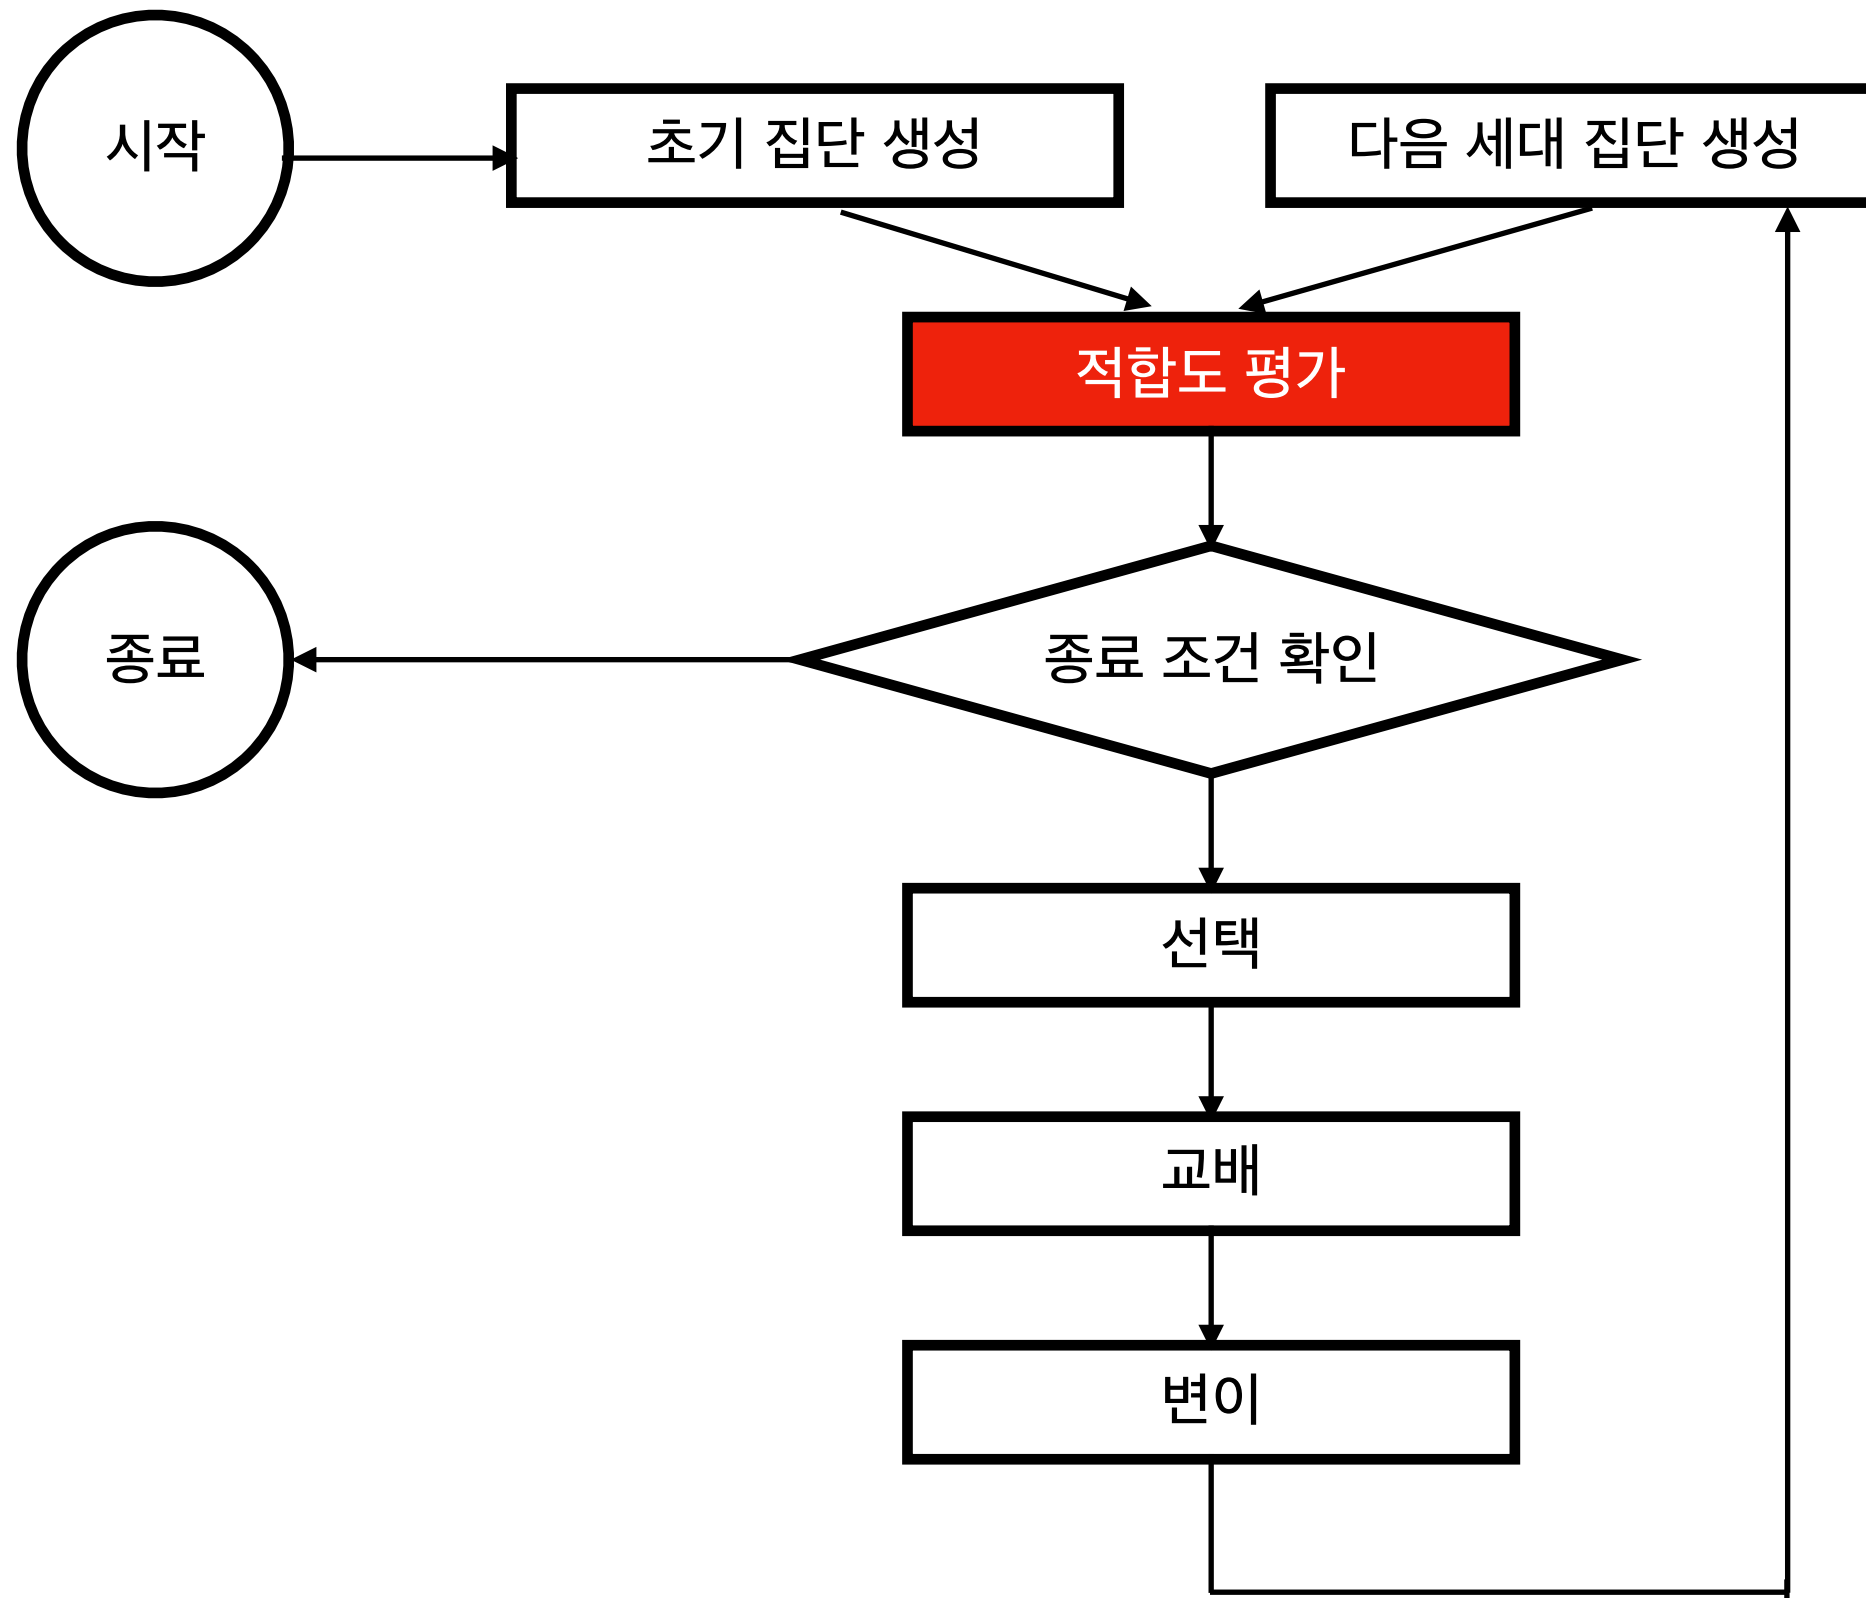 시작
초기 집단 생성
다음 세대 집단 생성
적합도 평가
종료
종료 조건 확인
선택
교배
변이